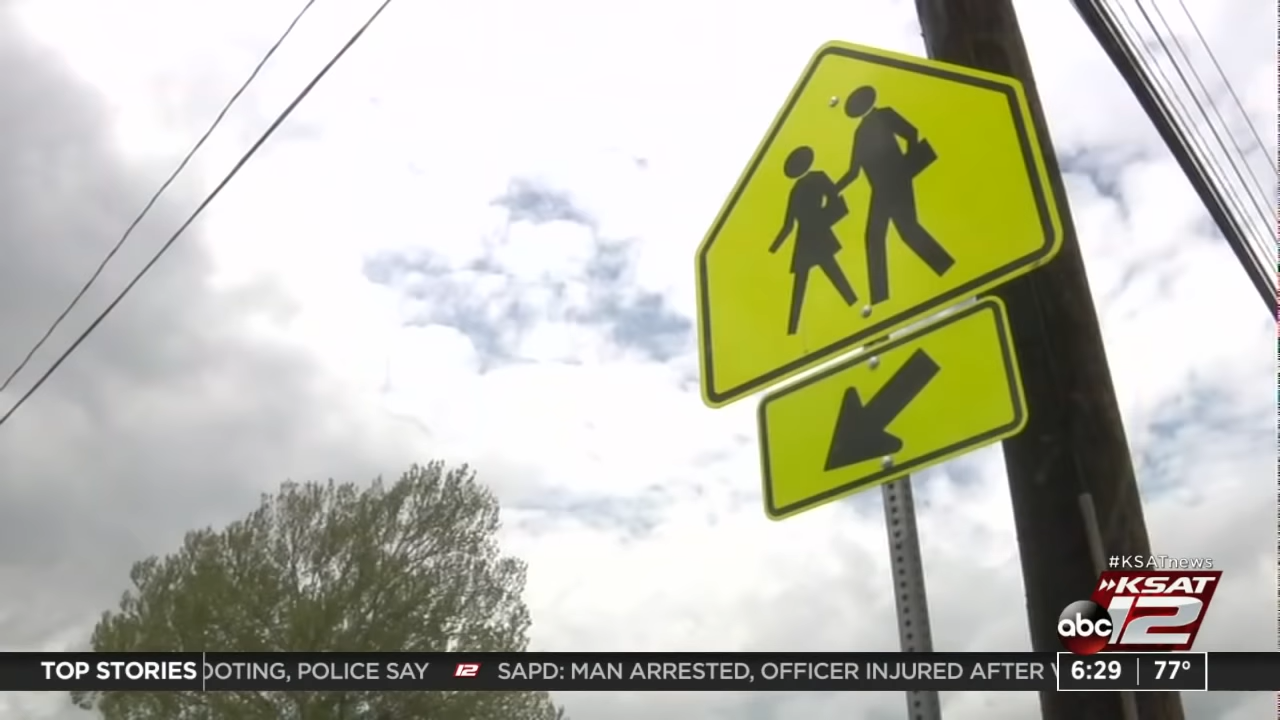 #KSATnews
KSAT
abc 12
TOP STORIES OOTING, POLICE SAY 12 SAPD: MAN ARRESTED, OFFICER INJURED AFTER 6:29 77°